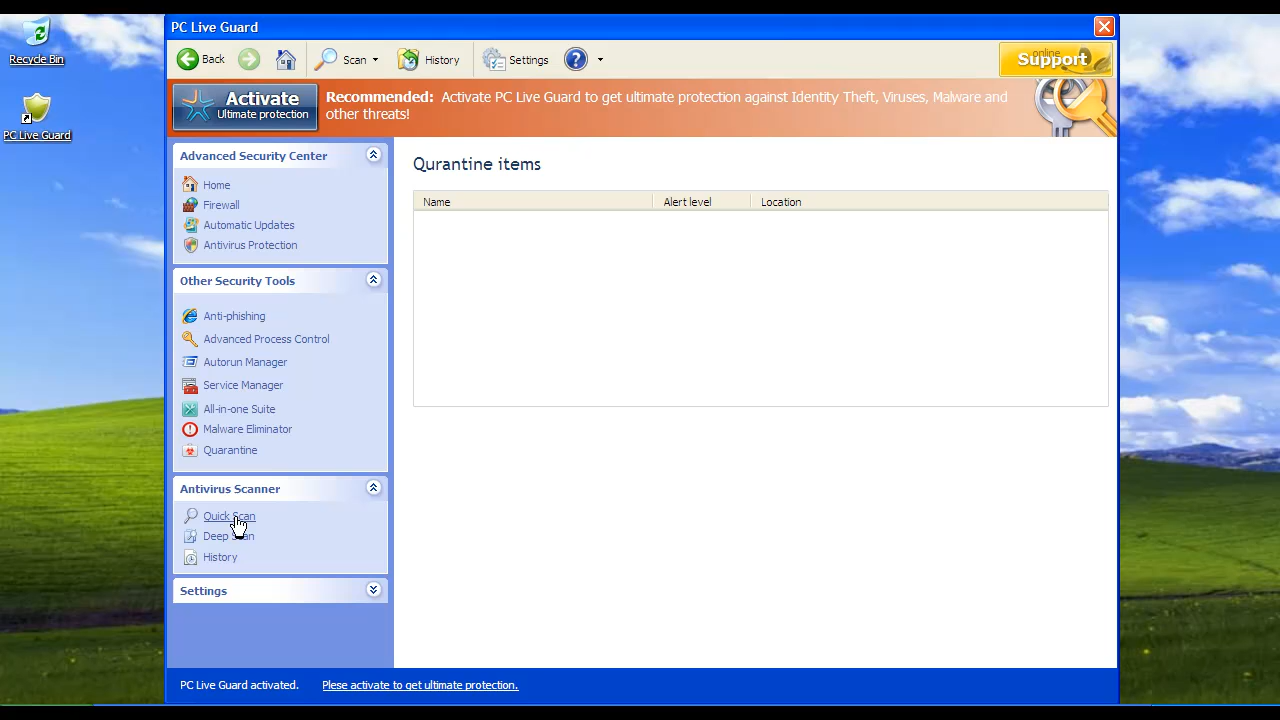 PC Live Guard
Recycle Bin
PC Live Guard
Back
Scan
History
Settings
?
online
Support
Activate
Ultimate protection
Recommended: Activate PC Live Guard to get ultimate protection against Identity Theft, Viruses, Malware and
other threats!
Advanced Security Center
Home
Firewall
Automatic Updates
Antivirus Protection
Other Security Tools
Anti-phishing
Advanced Process Control
Autorun Manager
Service Manager
All-in-one Suite
Malware Eliminator
Quarantine
Antivirus Scanner
Quick Scan
Deep Scan
History
Settings
Qurantine items
Name Alert level Location
PC Live Guard activated. Plese activate to get ultimate protection.